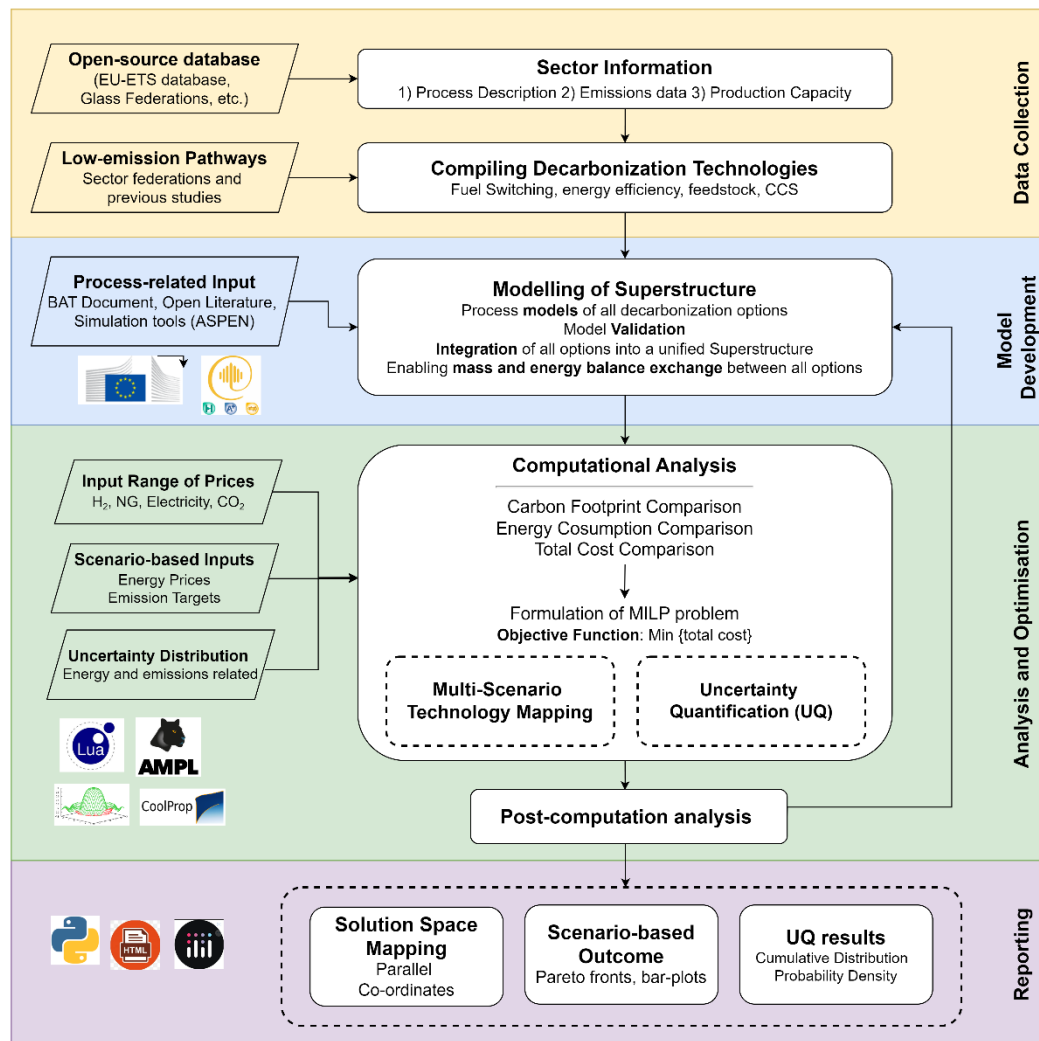 Open-source database
(EU-ETS database,
Glass Federations, etc.)
Sector Information
1) Process Description 2) Emissions data 3) Production Capacity
Low-emission Pathways
Sector federations and
previous studies
Compiling Decarbonization Technologies
Fuel Switching, energy efficiency, feedstock, CCS
Data Collection
Process-related Input
BAT Document, Open Literature,
Simulation tools (ASPEN)
Modelling of Superstructure
Process models of all decarbonization options
Model Validation
Integration of all options into a unified Superstructure
Enabling mass and energy balance exchange between all options
Model
Development
Input Range of Prices
H₂, NG, Electricity, CO₂
Scenario-based Inputs
Energy Prices
Emission Targets
Uncertainty Distribution
Energy and emissions related
Lua
AMPL
CoolProp
Computational Analysis
Carbon Footprint Comparison
Energy Cosumption Comparison
Total Cost Comparison
Formulation of MILP problem
Objective Function: Min {total cost}
Multi-Scenario
Technology Mapping
Uncertainty
Quantification (UQ)
Post-computation analysis
Analysis and Optimisation
HTML
Solution Space
Mapping
Parallel
Co-ordinates
Scenario-based
Outcome
Pareto fronts, bar-plots
UQ results
Cumulative Distribution
Probability Density
Reporting